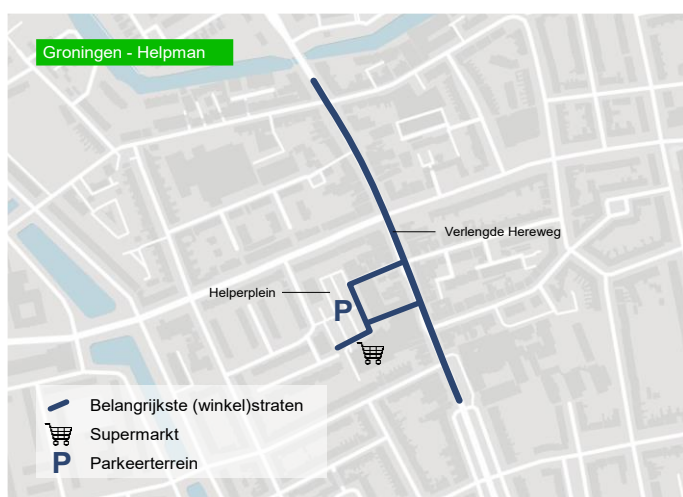 Groningen - Helpman
Verlengde Hereweg
Helperplein
P
Belangrijkste (winkel)straten
Supermarkt
P Parkeerterrein